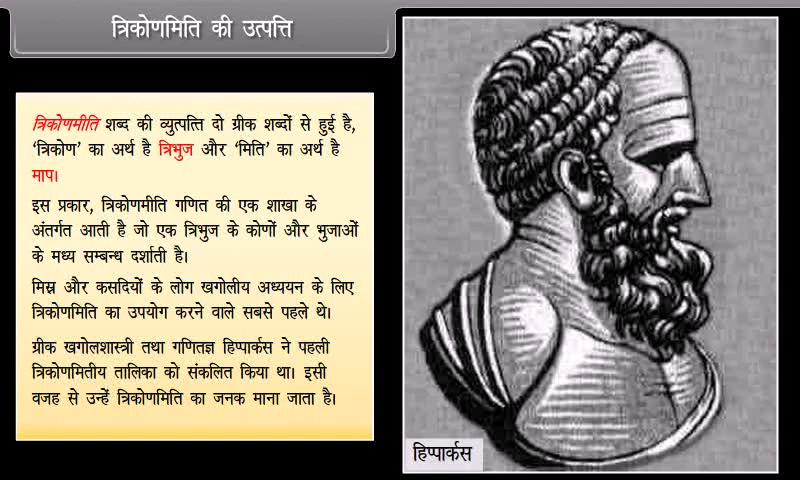 त्रिकोणमिति की उत्पत्ति
त्रिकोणमीति शब्द की व्युत्पत्ति दो ग्रीक शब्दों से हुई है,
‘त्रिकोण’ का अर्थ है त्रिभुज और ‘मिति’ का अर्थ है
माप।
इस प्रकार, त्रिकोणमीति गणित की एक शाखा के
अंतर्गत आती है जो एक त्रिभुज के कोणों और भुजाओं
के मध्य सम्बन्ध दर्शाती है।
मिस्र और कसदियों के लोग खगोलीय अध्ययन के लिए
त्रिकोणमिति का उपयोग करने वाले सबसे पहले थे।
ग्रीक खगोलशास्त्री तथा गणितज्ञ हिप्पार्कस ने पहली
त्रिकोणमितीय तालिका को संकलित किया था। इसी
वजह से उन्हें त्रिकोणमिति का जनक माना जाता है।
हिप्पार्कस